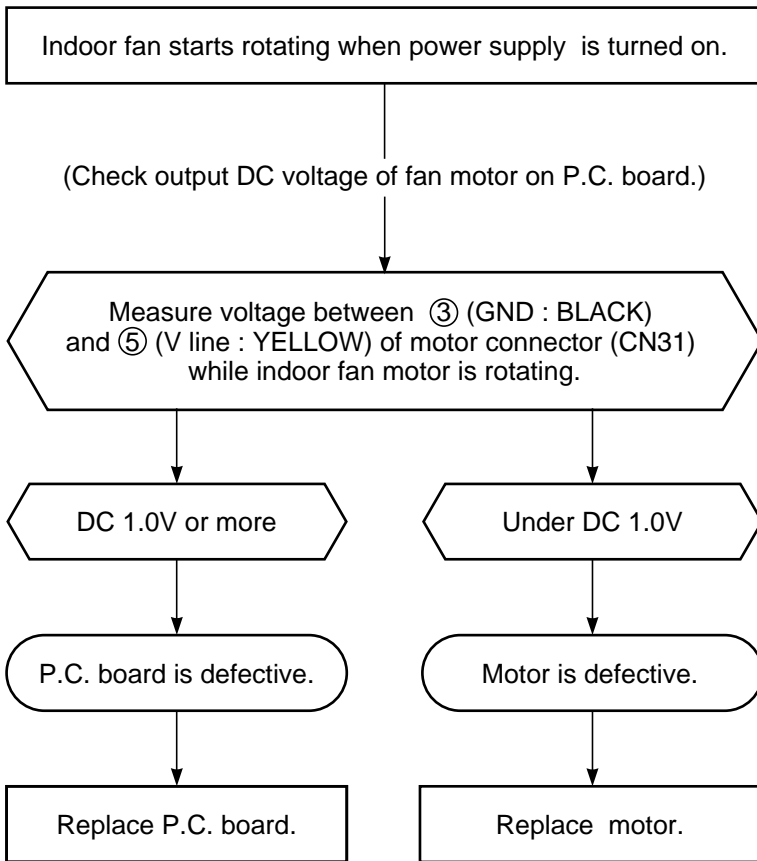 Indoor fan starts rotating when power supply is turned on.
(Check output DC voltage of fan motor on P.C. board.)
Measure voltage between ③ (GND : BLACK)
and ⑤ (V line : YELLOW) of motor connector (CN31)
while indoor fan motor is rotating.
DC 1.0V or more
Under DC 1.0V
P.C. board is defective.
Motor is defective.
Replace P.C. board.
Replace motor.